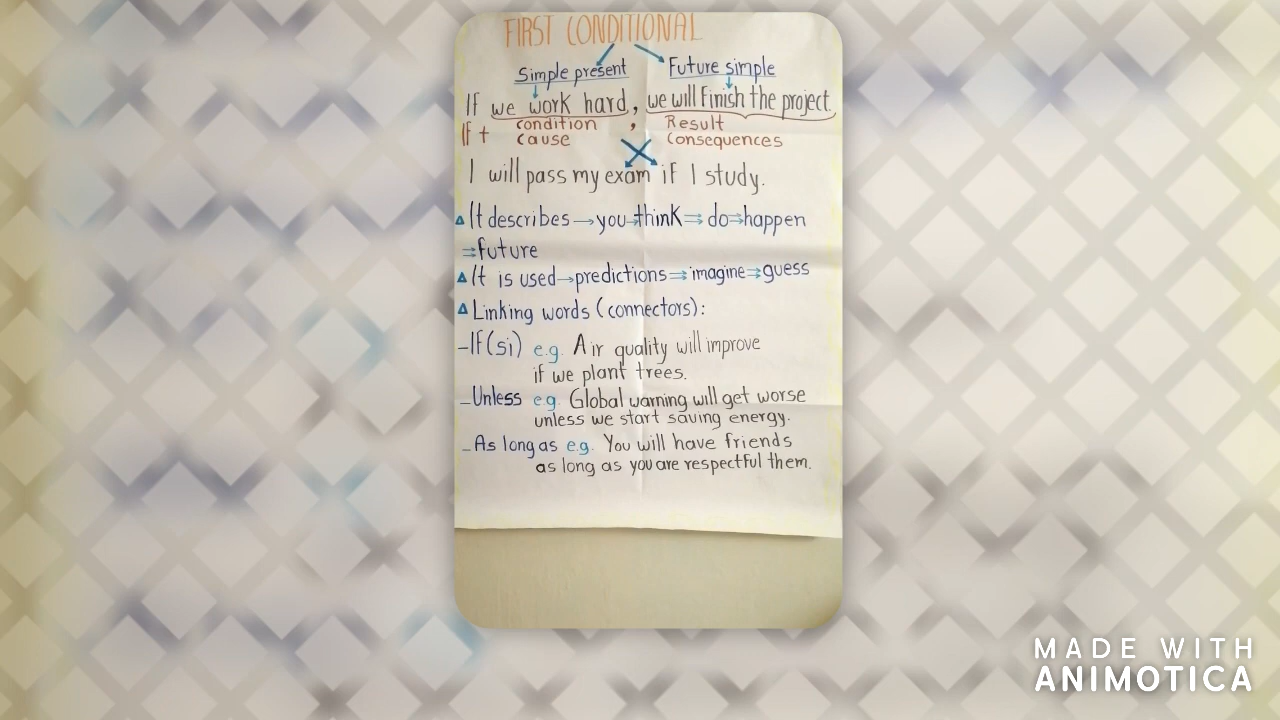 FIRST CONDITIONAL
Simple present Future simple
If we work hard, we will finish the project.
If + condition , Result
cause consequences
I will pass my exam if I study.
It describes → you → think ⇒ do ⇒ happen
⇒ future
It is used → predictions ⇒ imagine ⇒ guess
Linking words (connectors):
- If (si) e.g. Air quality will improve
if we plant trees.
- Unless e.g. Global warning will get worse
unless we start saving energy.
- As long as e.g. You will have friends
as long as you are respectful them.
MADE WITH
ANIMOTICA